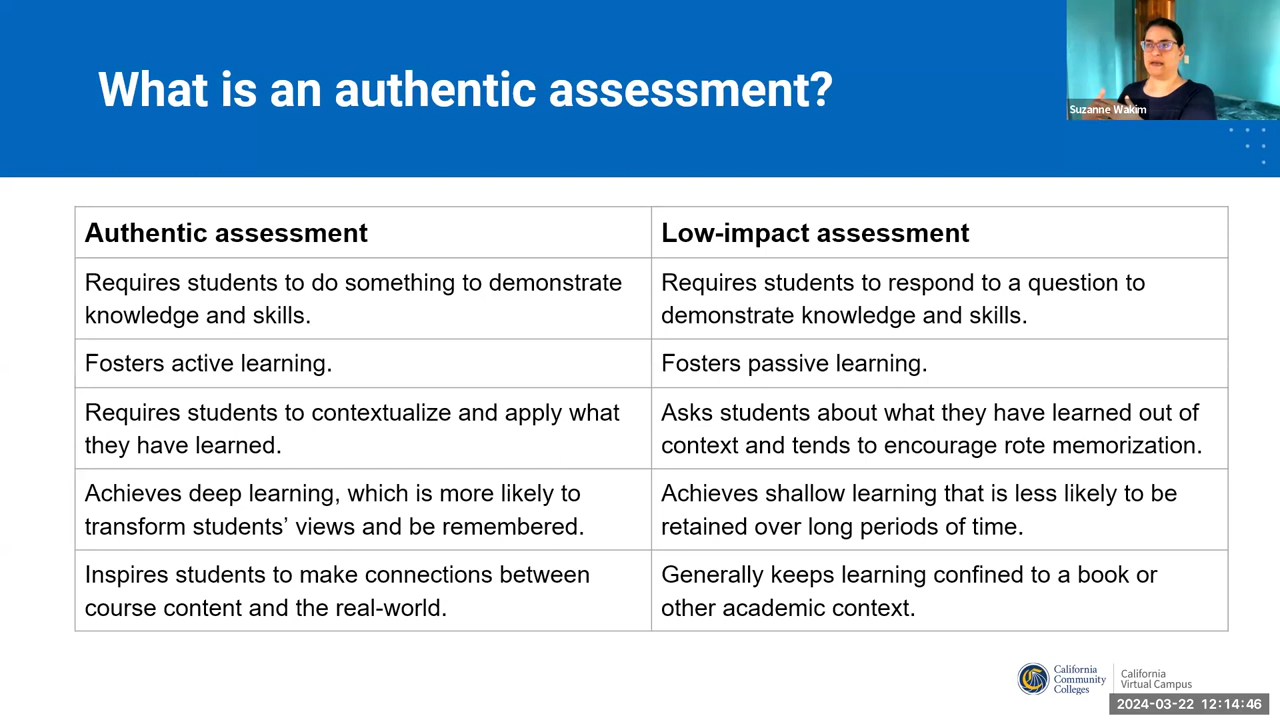 What is an authentic assessment?
Suzanne Wakim
Authentic assessment
Low-impact assessment
Requires students to do something to demonstrate
knowledge and skills.
Requires students to respond to a question to
demonstrate knowledge and skills.
Fosters active learning.
Fosters passive learning.
Requires students to contextualize and apply what
they have learned.
Asks students about what they have learned out of
context and tends to encourage rote memorization.
Achieves deep learning, which is more likely to
transform students’ views and be remembered.
Achieves shallow learning that is less likely to be
retained over long periods of time.
Inspires students to make connections between
course content and the real-world.
Generally keeps learning confined to a book or
other academic context.
California
Community
Colleges
California
Virtual Campus
2024-03-22 12:14:46